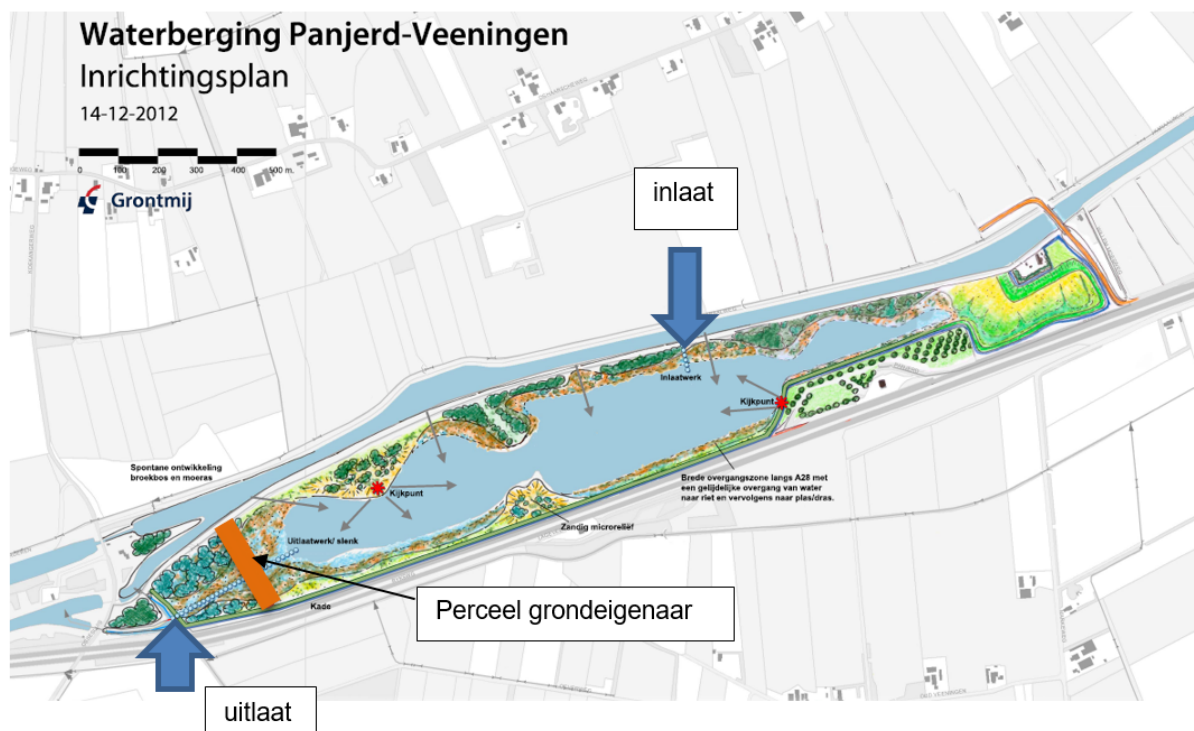 Waterberging Panjerd-Veeningen
Inrichtingsplan
14-12-2012
0 100 200 300 400 500 m.
Grontmij
inlaat
Inlaatwerk
Kijkpunt
Spontane ontwikkeling
broekbos en moeras
Kijkpunt
Brede overgangszone langs A28 met
een gelijdelijke overgang van water
naar riet en vervolgens naar plas/dras.
Zandig microreliëf
Uitlaatwerk/ slenk
Kade
Perceel grondeigenaar
uitlaat